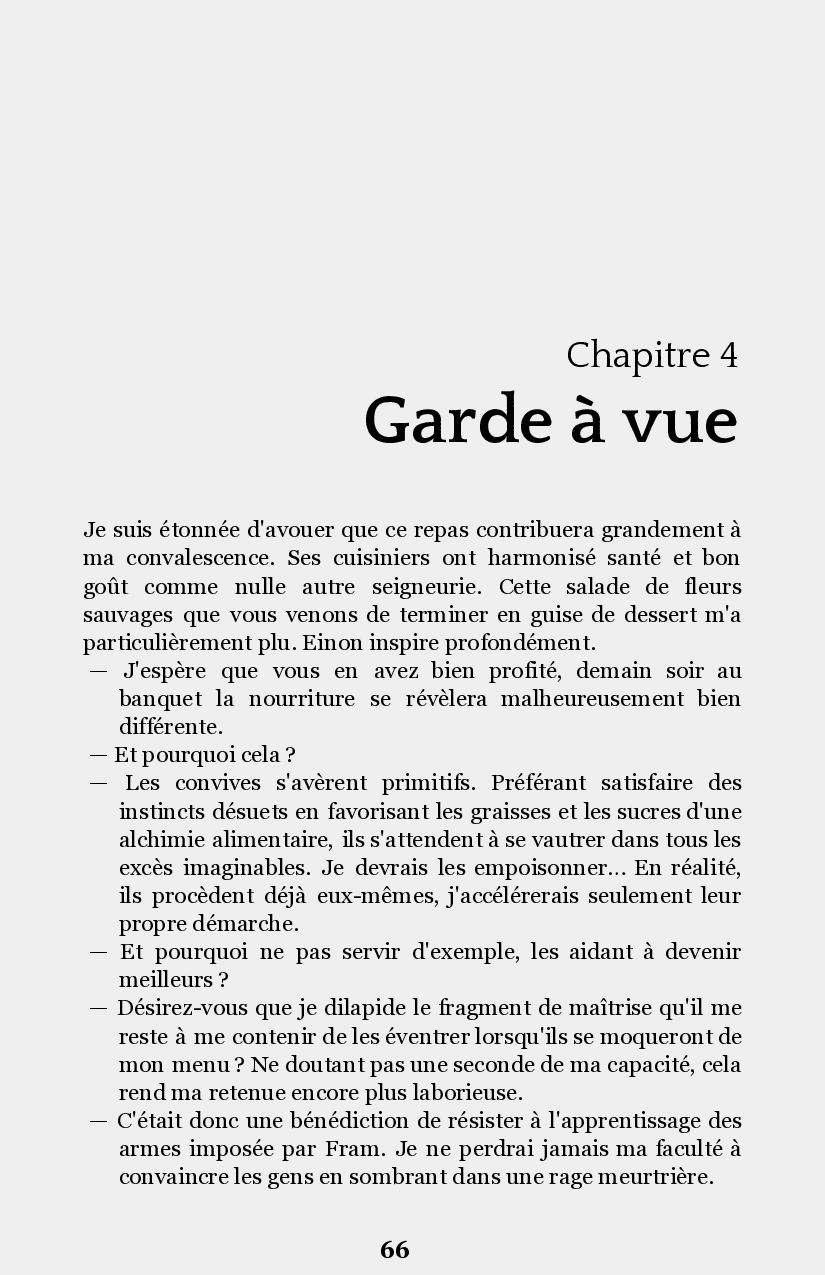 Chapitre 4
Garde à vue
Je suis étonnée d'avouer que ce repas contribuera grandement à
ma convalescence. Ses cuisiniers ont harmonisé santé et bon
goût comme nulle autre seigneurie. Cette salade de fleurs
sauvages que vous venons de terminer en guise de dessert m'a
particulièrement plu. Einon inspire profondément.
— J'espère que vous en avez bien profité, demain soir au
banquet la nourriture se révèlera malheureusement bien
différente.
— Et pourquoi cela ?
— Les convives s'avèrent primitifs. Préférant satisfaire des
instincts désuets en favorisant les graisses et les sucres d'une
alchimie alimentaire, ils s'attendent à se vautrer dans tous les
excès imaginables. Je devrais les empoisonner... En réalité,
ils procèdent déjà eux-mêmes, j'accélérerais seulement leur
propre démarche.
— Et pourquoi ne pas servir d'exemple, les aidant à devenir
meilleurs ?
— Désirez-vous que je dilapide le fragment de maîtrise qu'il me
reste à me contenir de les éventrer lorsqu'ils se moqueront de
mon menu ? Ne doutant pas une seconde de ma capacité, cela
rend ma retenue encore plus laborieuse.
— C'était donc une bénédiction de résister à l'apprentissage des
armes imposée par Fram. Je ne perdrai jamais ma faculté à
convaincre les gens en sombrant dans une rage meurtrière.
66